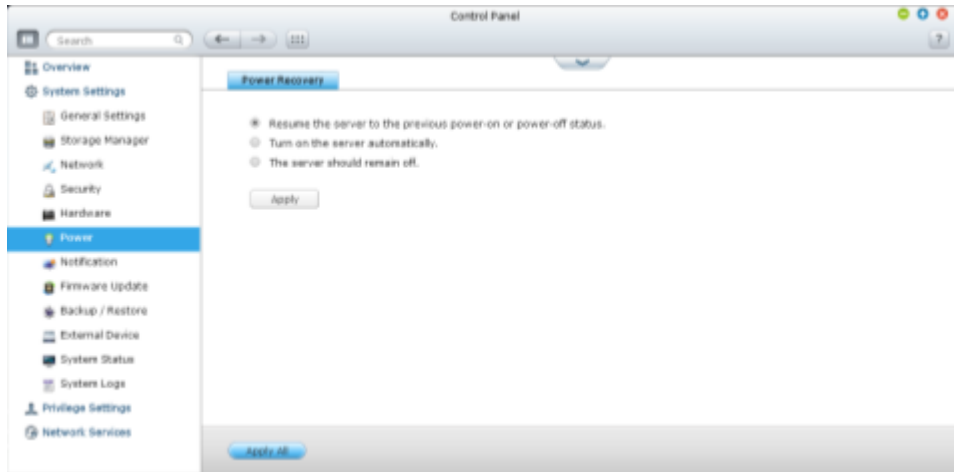 Control Panel
Search
?
Overview
System Settings
General Settings
Storage Manager
Network
Security
Hardware
Power
Notification
Firmware Update
Backup / Restore
External Device
System Status
System Logs
Privilege Settings
Network Services
Power Recovery
Resume the server to the previous power-on or power-off status.
Turn on the server automatically.
The server should remain off.
Apply
Apply All